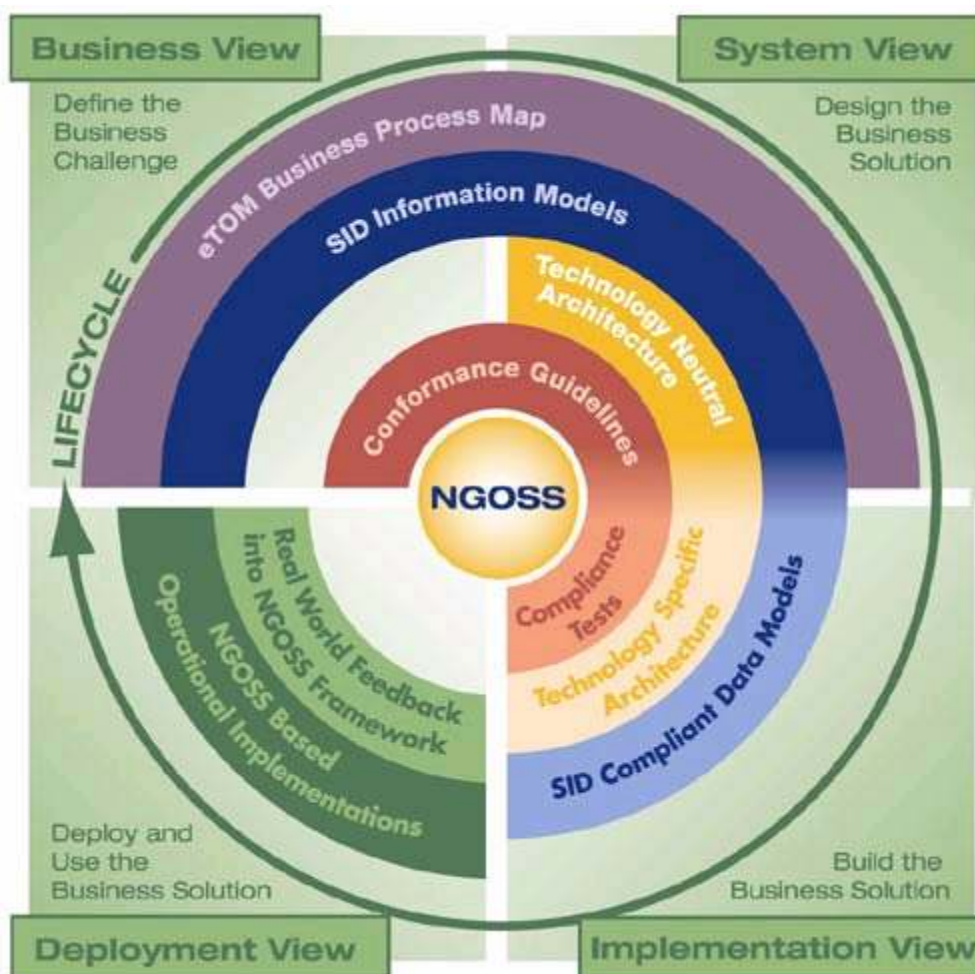 Business View
Define the
Business
Challenge
System View
Design the
Business
Solution
LIFECYCLE
eTOM Business Process Map
SID Information Models
Technology Neutral
Architecture
Conformance Guidelines
NGOSS
Compliance
Tests
Technology Specific
Architecture
SID Compliant Data Models
Real World Feedback
into NGOSS Framework
NGOSS Based
Operational Implementations
Deploy and
Use the
Business Solution
Deployment View
Build the
Business Solution
Implementation View